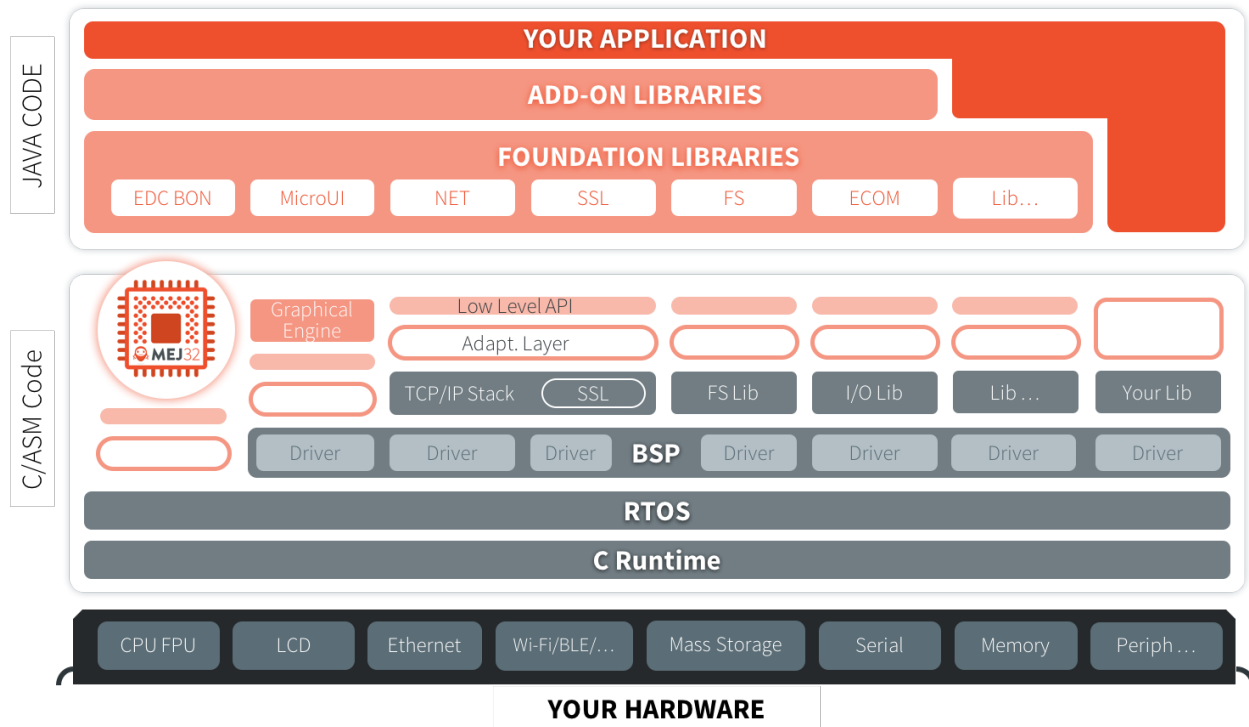 JAVA CODE
YOUR APPLICATION
ADD-ON LIBRARIES
FOUNDATION LIBRARIES
EDC BON
MicroUI
NET
SSL
FS
ECOM
Lib…
C/ASM Code
MEJ32
Graphical
Engine
Low Level API
Adapt. Layer
TCP/IP Stack
SSL
FS Lib
I/O Lib
Lib …
Your Lib
Driver
Driver
Driver
BSP
Driver
Driver
Driver
Driver
RTOS
C Runtime
CPU FPU
LCD
Ethernet
Wi-Fi/BLE/…
Mass Storage
Serial
Memory
Periph …
YOUR HARDWARE